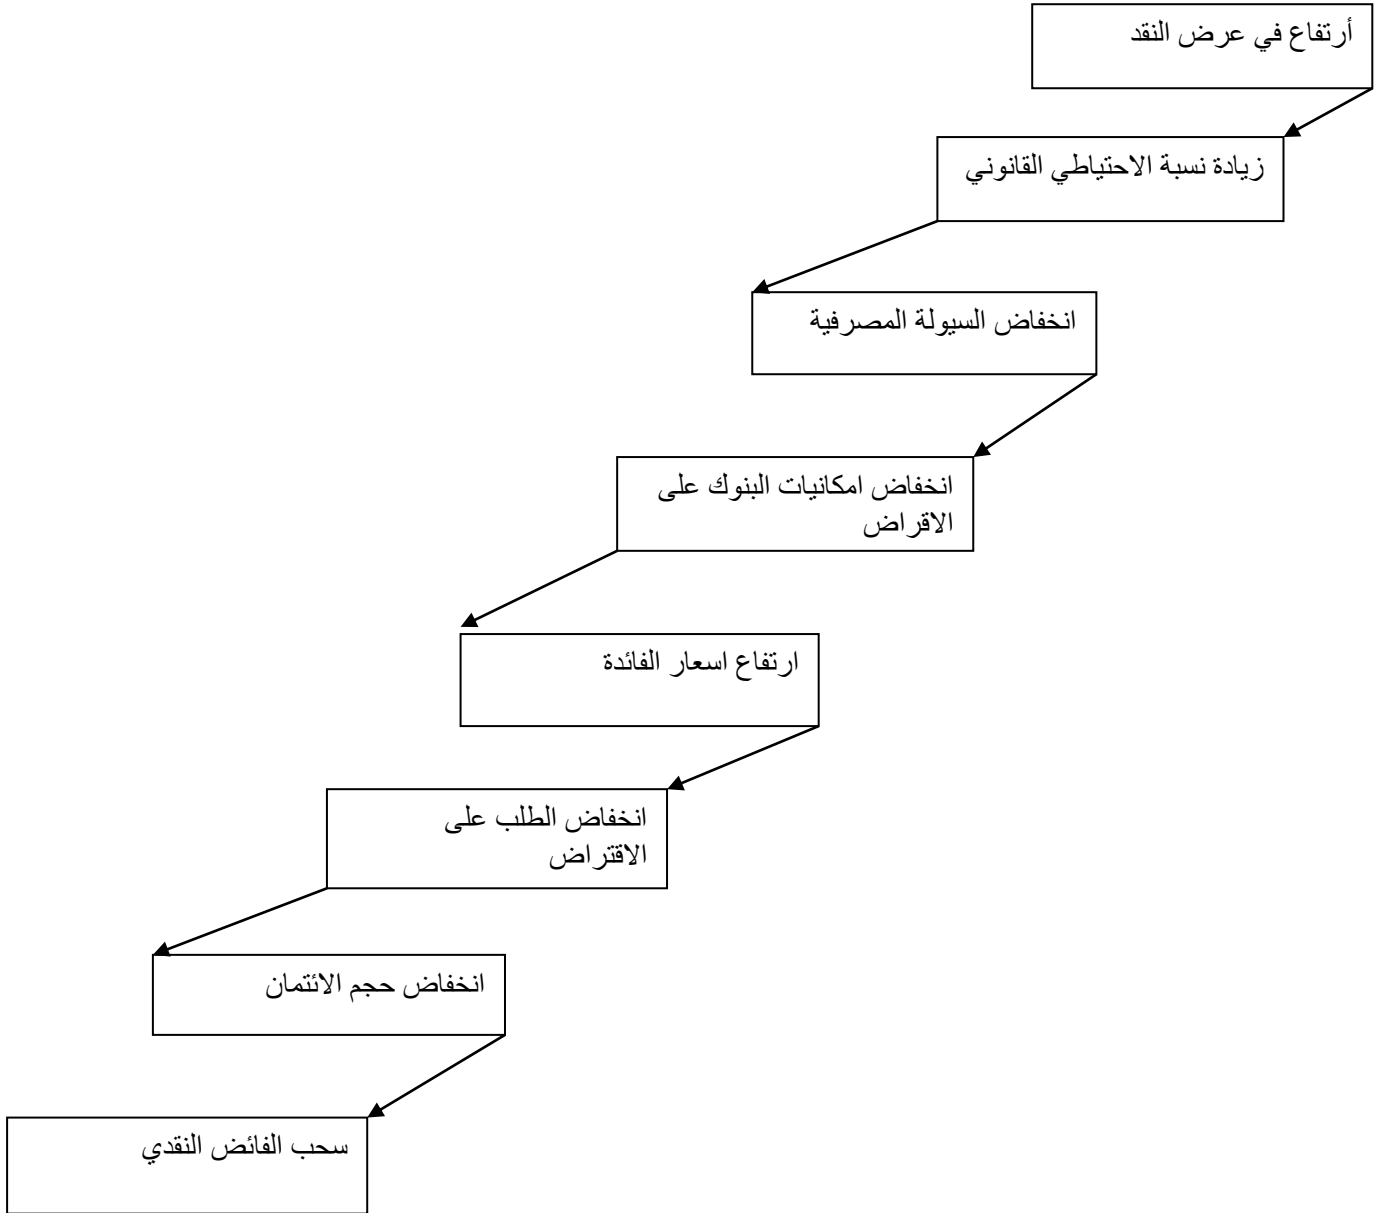 أرتفاع في عرض النقد
زيادة نسبة الاحتياطي القانوني
انخفاض السيولة المصرفية
انخفاض امكانيات البنوك على
الاقراض
ارتفاع اسعار الفائدة
انخفاض الطلب على
الاقتراض
انخفاض حجم الائتمان
سحب الفائض النقدي